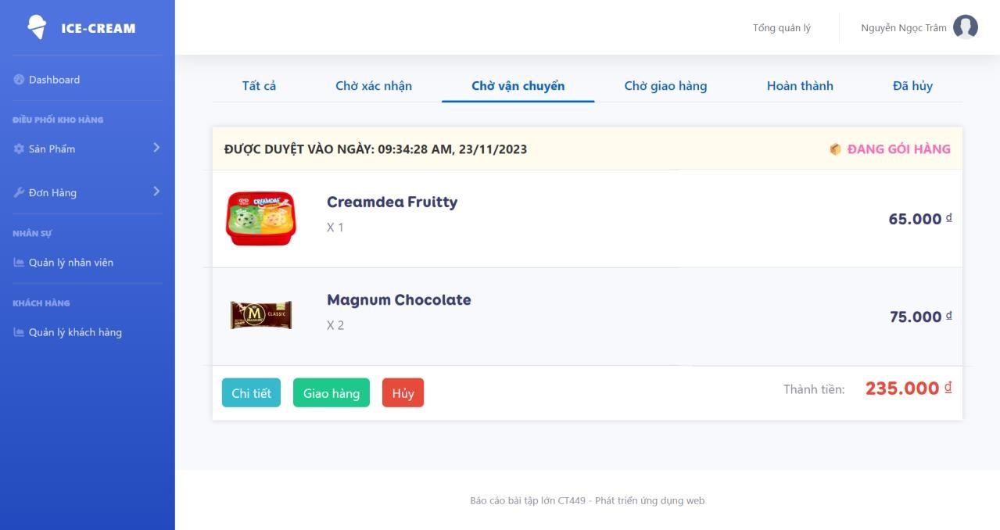 ICE-CREAM
Tổng quản lý
Nguyễn Ngọc Trâm
Dashboard
ĐIỀU PHỐI KHO HÀNG
Sản Phẩm
Đơn Hàng
NHÂN SỰ
Quản lý nhân viên
KHÁCH HÀNG
Quản lý khách hàng
Tất cả
Chờ xác nhận
Chờ vận chuyển
Chờ giao hàng
Hoàn thành
Đã hủy
ĐƯỢC DUYỆT VÀO NGÀY: 09:34:28 AM, 23/11/2023
ĐANG GÓI HÀNG
CREAMDAE
Creamdea Fruitty
X 1
65.000 ₫
M
MAGNUM
CLASSIC
Magnum Chocolate
X 2
75.000 ₫
Chi tiết
Giao hàng
Hủy
Thành tiền:
235.000 ₫
Báo cáo bài tập lớn CT449 - Phát triển ứng dụng web